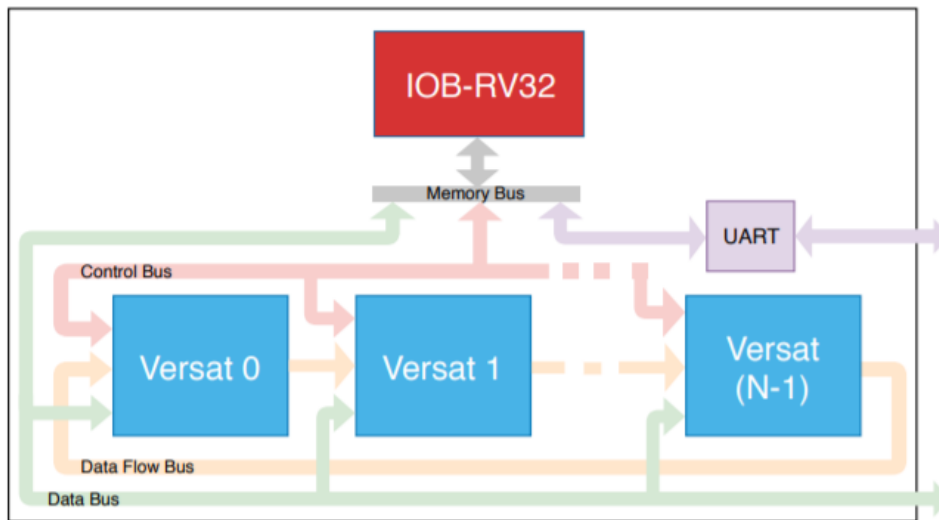 IOB-RV32
Memory Bus
UART
Control Bus
Versat 0
Versat 1
Versat
(N-1)
Data Flow Bus
Data Bus